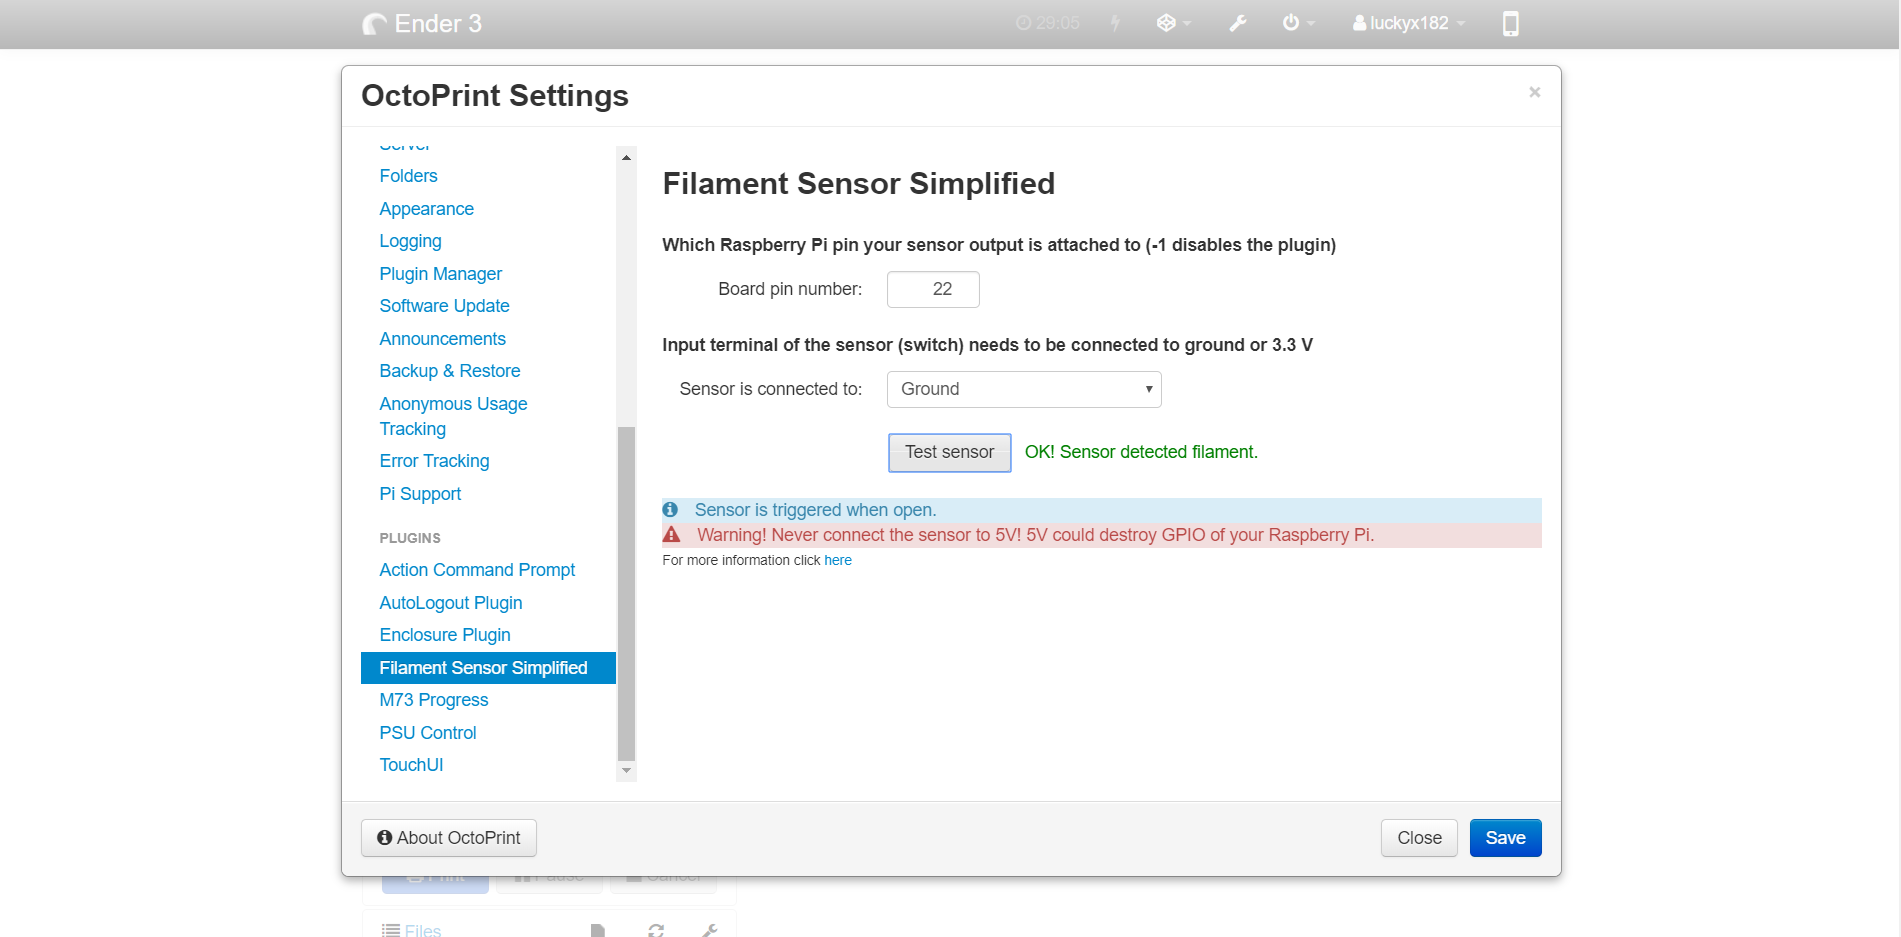 Ender 3
29:05
luckyx182
OctoPrint Settings
×
Server
Folders
Appearance
Logging
Plugin Manager
Software Update
Announcements
Backup & Restore
Anonymous Usage
Tracking
Error Tracking
Pi Support
PLUGINS
Action Command Prompt
AutoLogout Plugin
Enclosure Plugin
Filament Sensor Simplified
M73 Progress
PSU Control
TouchUI
Filament Sensor Simplified
Which Raspberry Pi pin your sensor output is attached to (-1 disables the plugin)
Board pin number: 22
Input terminal of the sensor (switch) needs to be connected to ground or 3.3 V
Sensor is connected to: Ground
Test sensor OK! Sensor detected filament.
Sensor is triggered when open.
Warning! Never connect the sensor to 5V! 5V could destroy GPIO of your Raspberry Pi.
For more information click here
About OctoPrint
Close
Save
Print Pause Cancel
Files